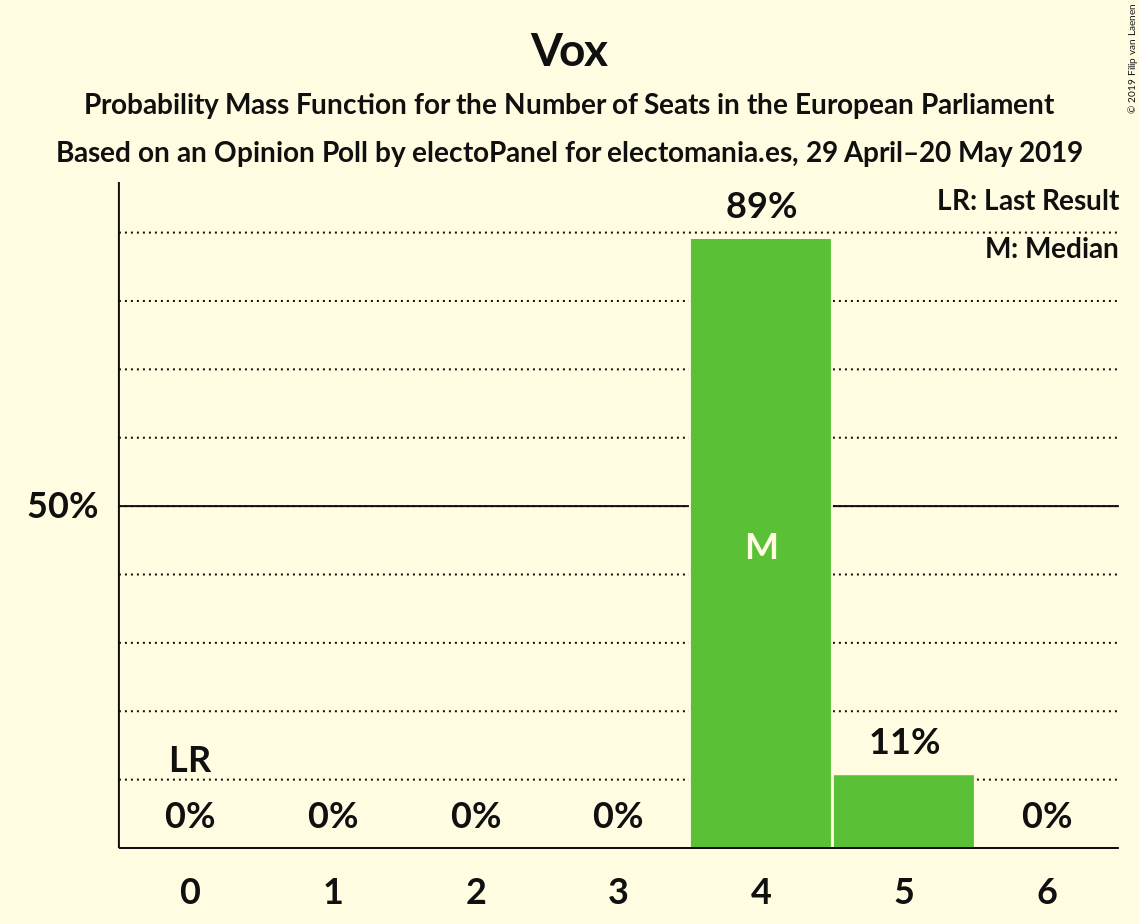 Vox
Probability Mass Function for the Number of Seats in the European Parliament
Based on an Opinion Poll by electoPanel for electomania.es, 29 April–20 May 2019
© 2019 Filip van Laenen
LR: Last Result
M: Median
89%
50%
M
11%
LR
0% 0% 0% 0% 0%
0 1 2 3 4 5 6